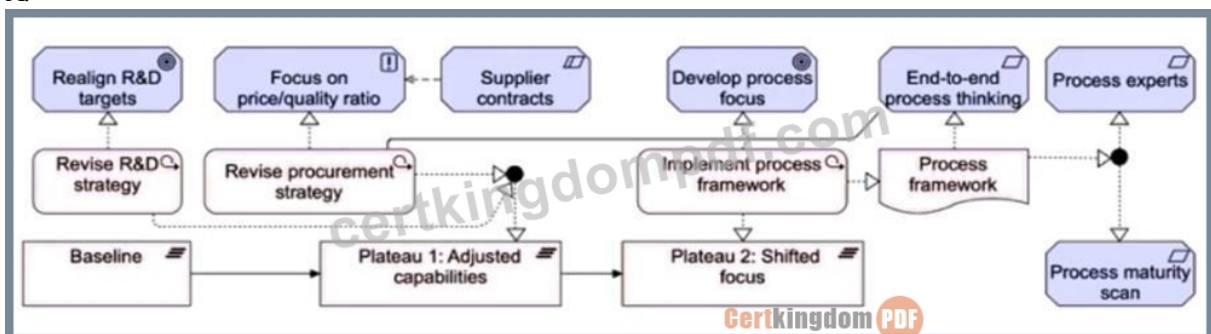 Realign R&D
targets
Focus on
price/quality ratio
Supplier
contracts
Develop process
focus
End-to-end
process thinking
Process experts
Revise R&D
strategy
Revise procurement
strategy
Implement process
framework
Process
framework
certkingdompdf.com
Baseline
Plateau 1: Adjusted
capabilities
Plateau 2: Shifted
focus
Process maturity
scan
Certkingdom PDF